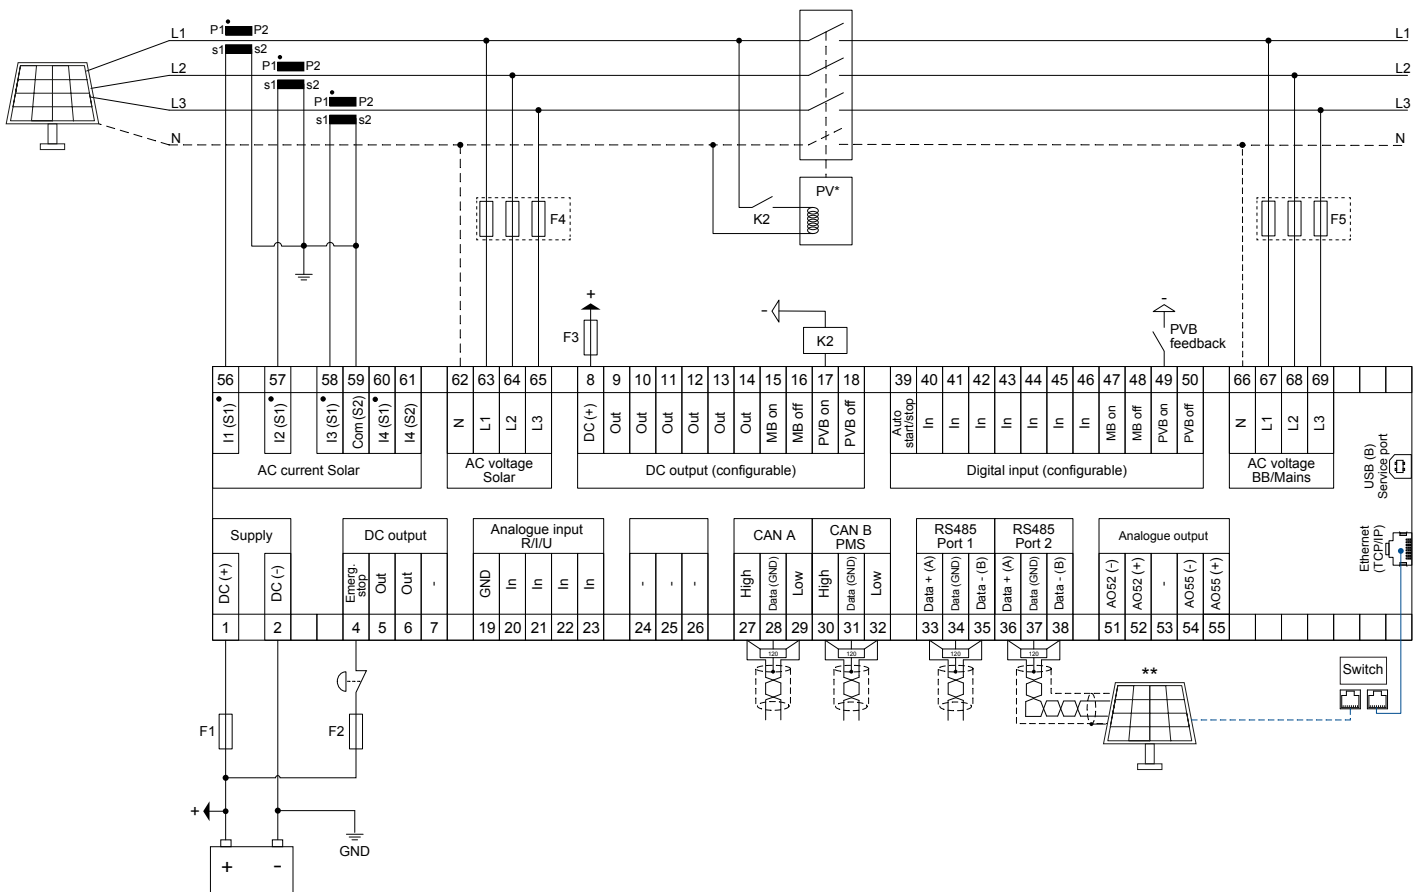 L1 P1 P2 L1
s1 s2
L2 P1 P2 L2
s1 s2
L3 P1 P2 L3
s1 s2
N N
PV*
K2
F4 F5
+ -
- PVB
feedback
F3 K2
56 57 58 59 60 61 62 63 64 65 8 9 10 11 12 13 14 15 16 17 18 39 40 41 42 43 44 45 46 47 48 49 50 66 67 68 69
I1 (S1) I2 (S1) I3 (S1) Com (S2) I4 (S1) I4 (S2) N L1 L2 L3 DC (+) Out Out Out Out Out Out MB on MB off PVB on PVB off Auto start/stop In In In In In In In MB on MB off PVB on PVB off N L1 L2 L3
AC current Solar
AC voltage
Solar
DC output (configurable)
Digital input (configurable)
AC voltage
BB/Mains
USB (B)
Service port
Supply
DC output
Analogue input
R/I/U
CAN A
CAN B
PMS
RS485
Port 1
RS485
Port 2
Analogue output
Ethernet
(TCP/IP)
DC (+) DC (-) Emerg. stop Out Out - GND In In In In - - - High Data (GND) Low High Data (GND) Low Data + (A) Data (GND) Data - (B) Data + (A) Data (GND) Data - (B) AO52 (-) AO52 (+) - AO55 (-) AO55 (+)
1 2 4 5 6 7 19 20 21 22 23 24 25 26 27 28 29 30 31 32 33 34 35 36 37 38 51 52 53 54 55
120 120 120 120
** Switch
F1 F2
+
GND
+ -